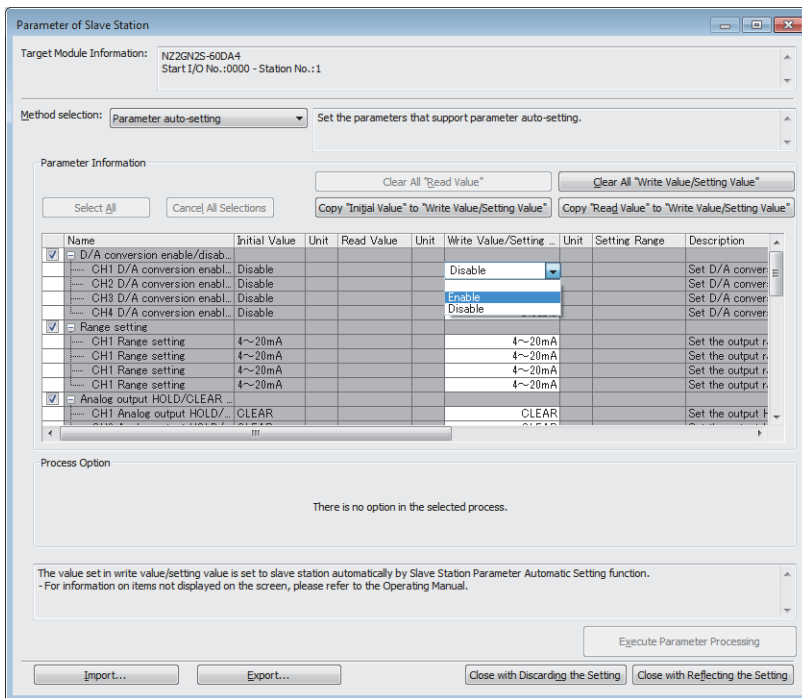 Parameter of Slave Station
Target Module Information:
NZ2GN2S-60DA4
Start I/O No.:0000 - Station No.:1
Method selection: Parameter auto-setting
Set the parameters that support parameter auto-setting.
Parameter Information
Clear All "Read Value" Clear All "Write Value/Setting Value"
Select All Cancel All Selections Copy "Initial Value" to "Write Value/Setting Value" Copy "Read Value" to "Write Value/Setting Value"
Name Initial Value Unit Read Value Unit Write Value/Setting ... Unit Setting Range Description
D/A conversion enable/disab...
CH1 D/A conversion enabl... Disable Disable Set D/A conver
CH2 D/A conversion enabl... Disable Set D/A conver
CH3 D/A conversion enabl... Disable Enable Set D/A conver
CH4 D/A conversion enabl... Disable Disable Set D/A conver
Range setting
CH1 Range setting 4~20mA 4~20mA Set the output r
CH1 Range setting 4~20mA 4~20mA Set the output r
CH1 Range setting 4~20mA 4~20mA Set the output r
CH1 Range setting 4~20mA 4~20mA Set the output r
Analog output HOLD/CLEAR ...
CH1 Analog output HOLD/... CLEAR CLEAR Set the output H
Process Option
There is no option in the selected process.
The value set in write value/setting value is set to slave station automatically by Slave Station Parameter Automatic Setting function.
- For information on items not displayed on the screen, please refer to the Operating Manual.
Execute Parameter Processing
Import... Export... Close with Discarding the Setting Close with Reflecting the Setting